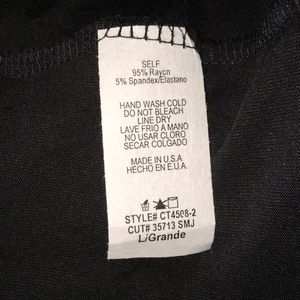 SELF
95% Rayon
5% Spandex/Elastano
HAND WASH COLD
DO NOT BLEACH
LINE DRY
LAVE FRIO A MANO
NO USAR CLORO
SECAR COLGADO
MADE IN U.S.A
HECHO EN E.U.A.
STYLE# CT4508-2
CUT# 35713 SMJ
LiGrande